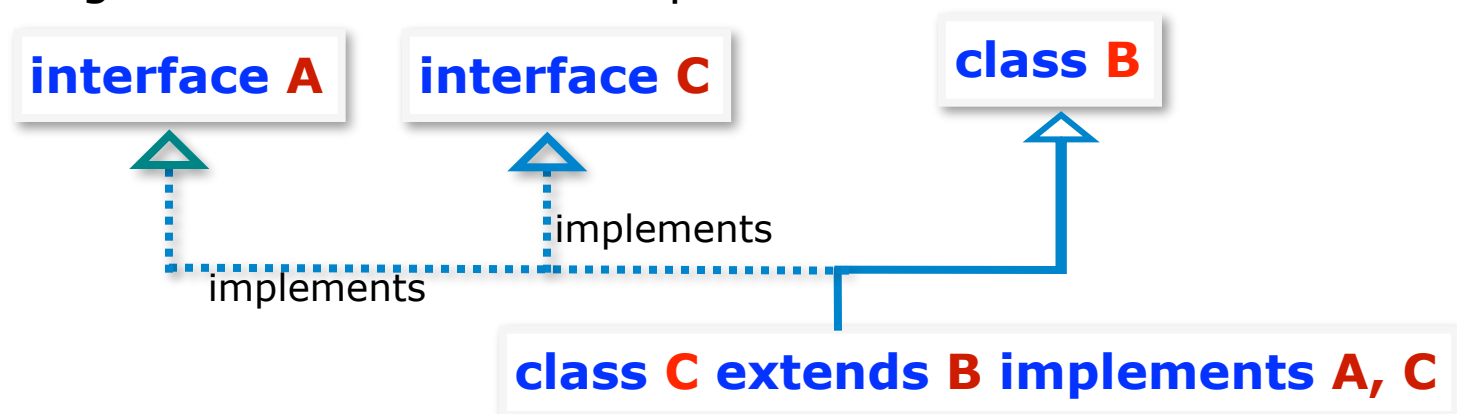 interface A
interface C
class B
implements
implements
class C extends B implements A, C